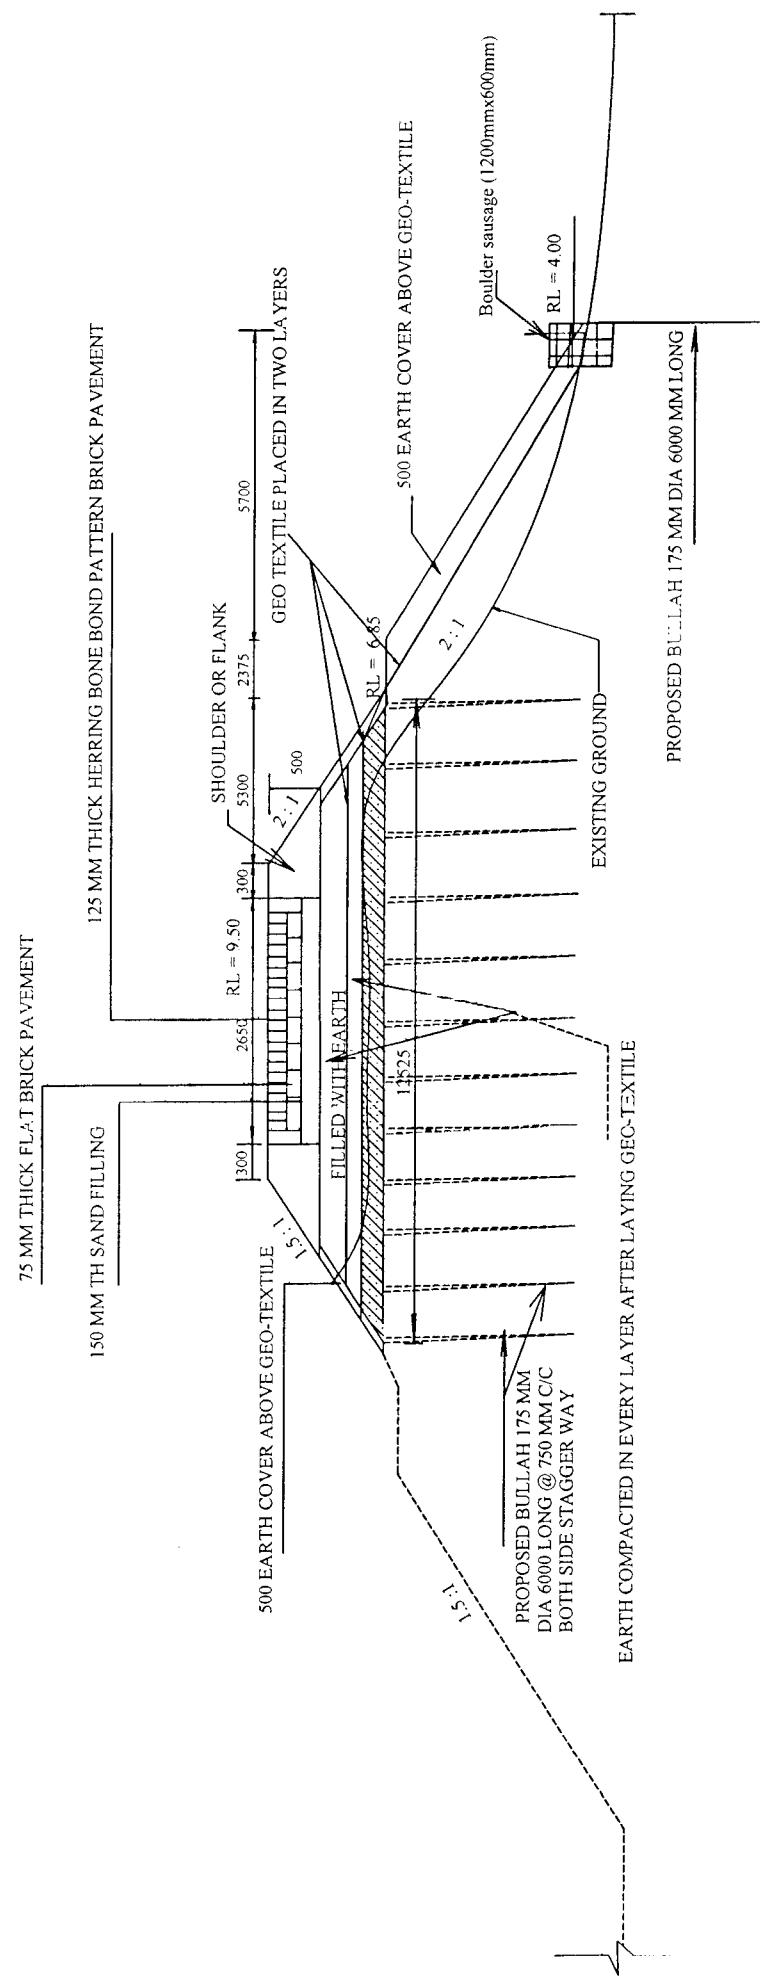 75 MM THICK FLAT BRICK PAVEMENT
150 MM TH SAND FILLING
125 MM THICK HERRING BONE BOND PATTERN BRICK PAVEMENT
SHOULDER OR FLANK
GEO TEXTILE PLACED IN TWO LAYERS
500 EARTH COVER ABOVE GEO-TEXTILE
Boulder sausage (1200mmx600mm)
RL = 4.00
300
2650
300
5300
2375
5700
RL = 9.50
500
2 : 1
1.5 : 1
RL = 6.85
2 : 1
FILLED WITH EARTH
12525
500 EARTH COVER ABOVE GEO-TEXTILE
1.5 :1
PROPOSED BULLAH 175 MM
DIA 6000 LONG @ 750 MM C/C
BOTH SIDE STAGGER WAY
EARTH COMPACTED IN EVERY LAYER AFTER LAYING GEO-TEXTILE
EXISTING GROUND
PROPOSED BULLAH 175 MM DIA 6000 MM LONG